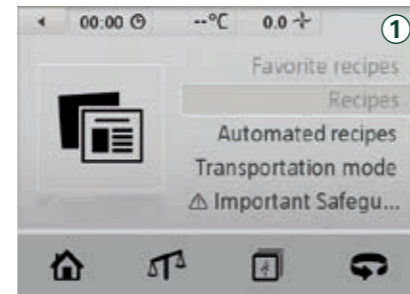 00:00 --°C 0.0 1
Favorite recipes
Recipes
Automated recipes
Transportation mode
⚠ Important Safegu...